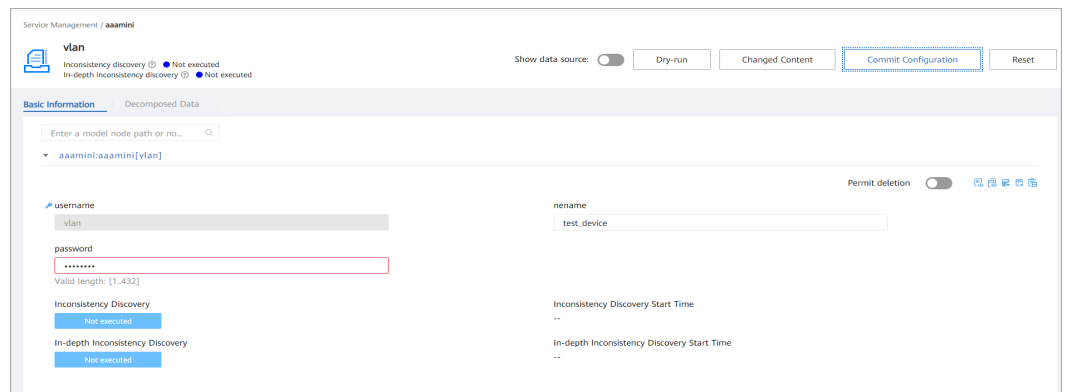 Service Management / aaamini
vlan
Inconsistency discovery ? Not executed
In-depth inconsistency discovery ? Not executed
Show data source:
Dry-run
Changed Content
Commit Configuration
Reset
Basic Information
Decomposed Data
Enter a model node path or no...
aaamini:aaamini[vlan]
Permit deletion
username
nename
vlan
test_device
password
••••••••
Valid length: [1..432]
Inconsistency Discovery
Inconsistency Discovery Start Time
Not executed
--
In-depth Inconsistency Discovery
In-depth Inconsistency Discovery Start Time
Not executed
--